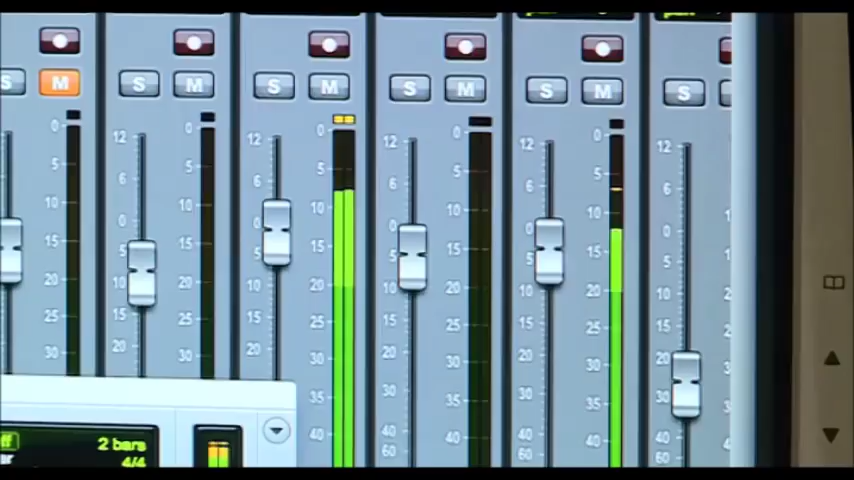 S M S M S M S M S M S
0 12 0 12 0 12 0 12 0 12
5 6 5 6 5 6 5 6 5 6
10 0 10 0 10 0 10 0 10 0
15 5 15 5 15 5 15 5 15 5
20 10 20 10 20 10 20 10 20 10
25 15 25 15 25 15 25 15 25 15
30 20 30 20 30 20 30 20 30 20
35 30 35 30 35 30
40 40 40 40 40 40
60 60 60
2 bars
4/4